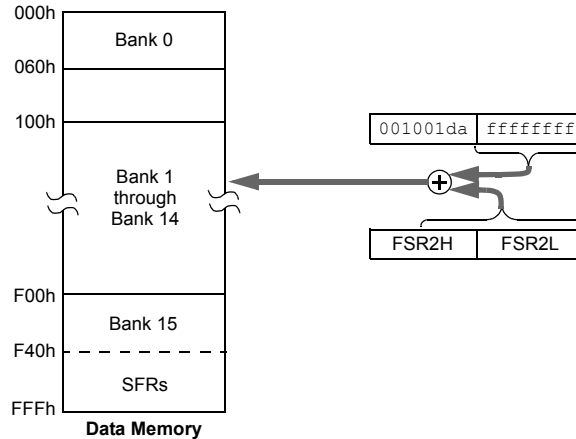 000h
Bank 0
060h
100h
001001da ffffffff
Bank 1
through
Bank 14
FSR2H FSR2L
F00h
Bank 15
F40h
SFRs
FFFh
Data Memory